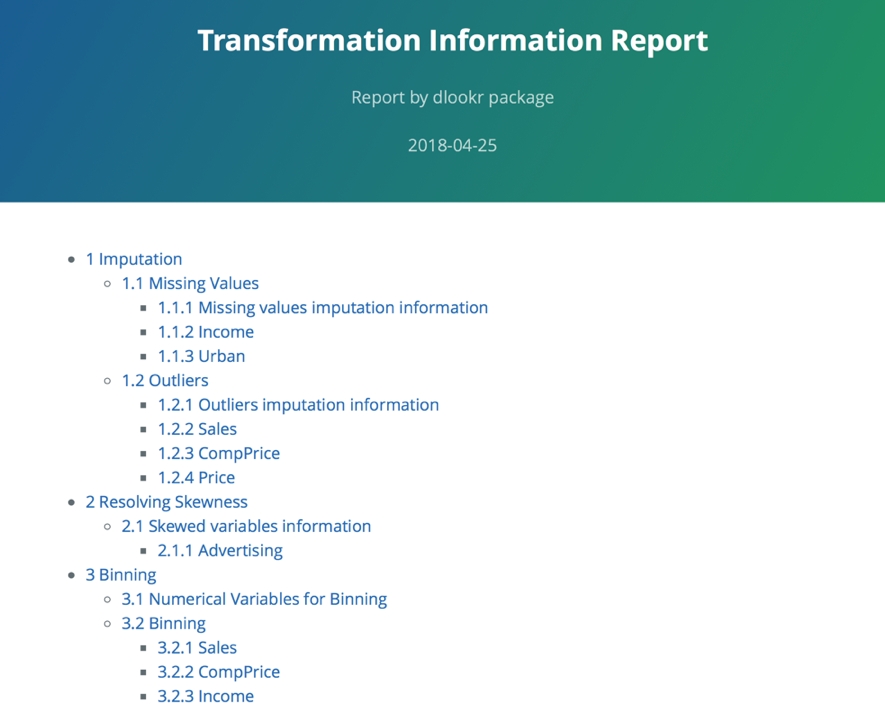 Transformation Information Report
Report by dlookr package
2018-04-25
1 Imputation
1.1 Missing Values
1.1.1 Missing values imputation information
1.1.2 Income
1.1.3 Urban
1.2 Outliers
1.2.1 Outliers imputation information
1.2.2 Sales
1.2.3 CompPrice
1.2.4 Price
2 Resolving Skewness
2.1 Skewed variables information
2.1.1 Advertising
3 Binning
3.1 Numerical Variables for Binning
3.2 Binning
3.2.1 Sales
3.2.2 CompPrice
3.2.3 Income